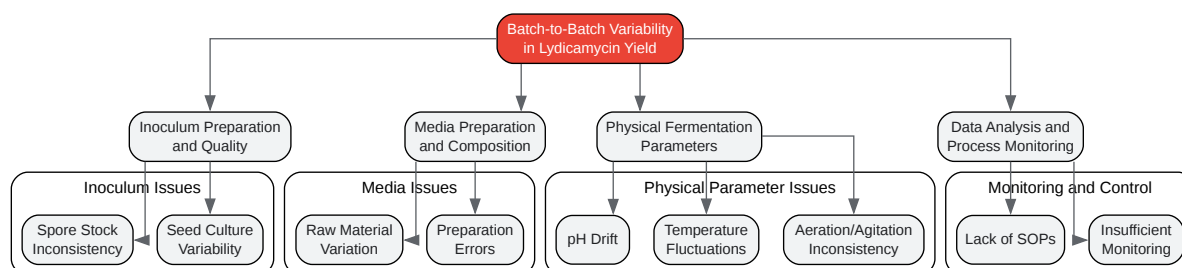 Batch-to-Batch Variability
in Lydicamycin Yield
Inoculum Preparation
and Quality
Media Preparation
and Composition
Physical Fermentation
Parameters
Data Analysis and
Process Monitoring
Inoculum Issues
Spore Stock
Inconsistency
Seed Culture
Variability
Media Issues
Raw Material
Variation
Preparation
Errors
Physical Parameter Issues
pH Drift
Temperature
Fluctuations
Aeration/Agitation
Inconsistency
Monitoring and Control
Lack of SOPs
Insufficient
Monitoring